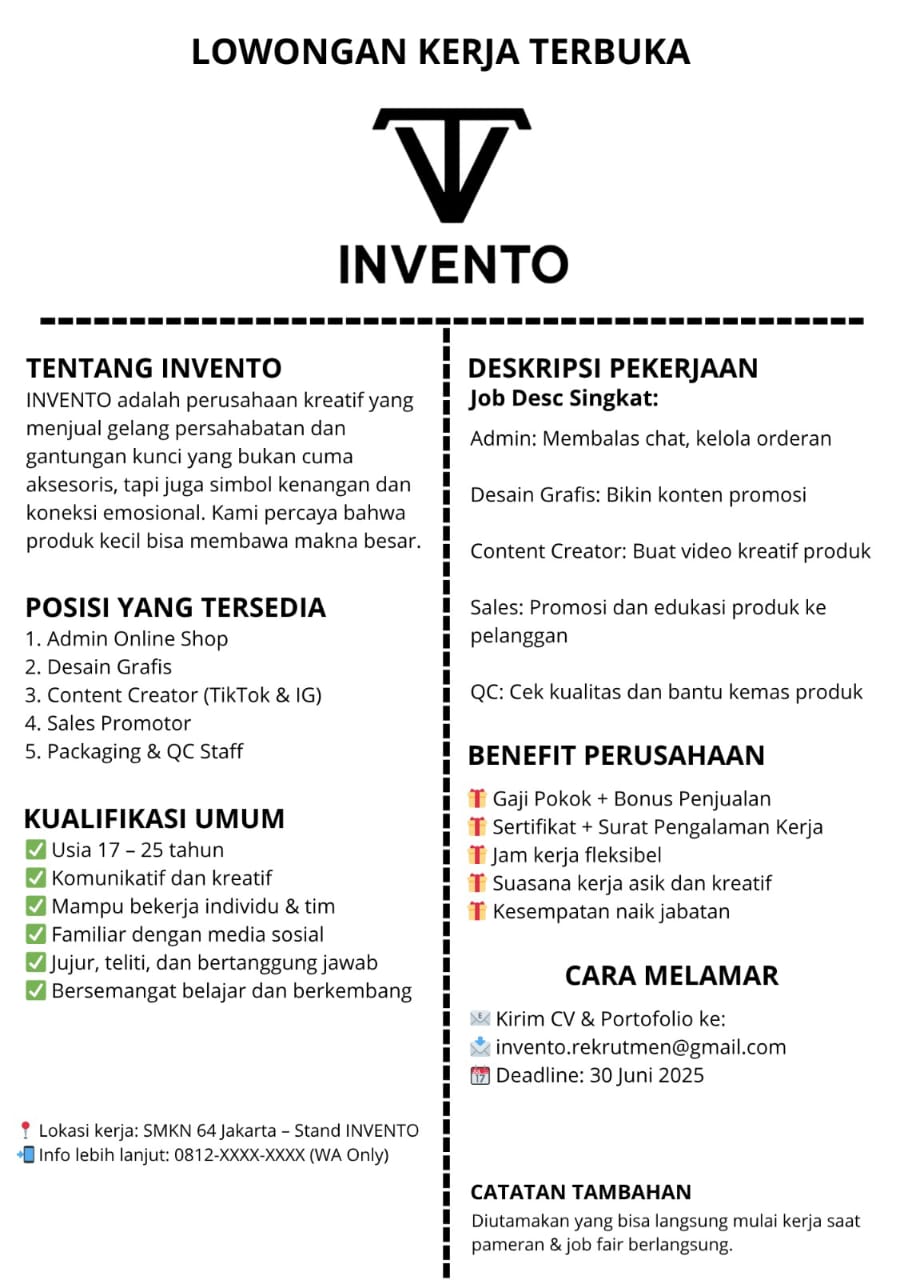 LOWONGAN KERJA TERBUKA
INVENTO
TENTANG INVENTO
INVENTO adalah perusahaan kreatif yang
menjual gelang persahabatan dan
gantungan kunci yang bukan cuma
aksesoris, tapi juga simbol kenangan dan
koneksi emosional. Kami percaya bahwa
produk kecil bisa membawa makna besar.
POSISI YANG TERSEDIA
1. Admin Online Shop
2. Desain Grafis
3. Content Creator (TikTok & IG)
4. Sales Promotor
5. Packaging & QC Staff
KUALIFIKASI UMUM
✅ Usia 17 – 25 tahun
✅ Komunikatif dan kreatif
✅ Mampu bekerja individu & tim
✅ Familiar dengan media sosial
✅ Jujur, teliti, dan bertanggung jawab
✅ Bersemangat belajar dan berkembang
📍 Lokasi kerja: SMKN 64 Jakarta – Stand INVENTO
📲 Info lebih lanjut: 0812-XXXX-XXXX (WA Only)
DESKRIPSI PEKERJAAN
Job Desc Singkat:
Admin: Membalas chat, kelola orderan
Desain Grafis: Bikin konten promosi
Content Creator: Buat video kreatif produk
Sales: Promosi dan edukasi produk ke
pelanggan
QC: Cek kualitas dan bantu kemas produk
BENEFIT PERUSAHAAN
🎁 Gaji Pokok + Bonus Penjualan
🎁 Sertifikat + Surat Pengalaman Kerja
🎁 Jam kerja fleksibel
🎁 Suasana kerja asik dan kreatif
🎁 Kesempatan naik jabatan
CARA MELAMAR
📧 Kirim CV & Portofolio ke:
📩 invento.rekrutmen@gmail.com
📅 Deadline: 30 Juni 2025
CATATAN TAMBAHAN
Diutamakan yang bisa langsung mulai kerja saat
pameran & job fair berlangsung.